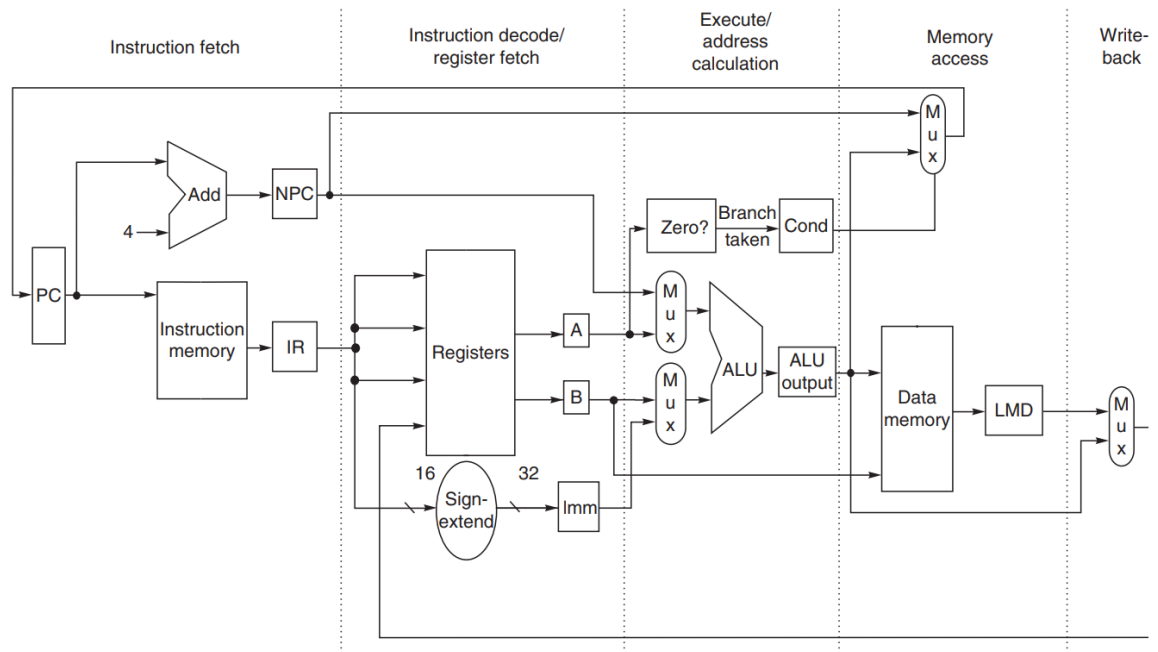 Instruction fetch
Instruction decode/
register fetch
Execute/
address
calculation
Memory
access
Write-
back
M
u
x
Add
NPC
4
Zero?
Branch
taken
Cond
PC
Instruction
memory
IR
Registers
A
B
M
u
x
M
u
x
ALU
ALU
output
Data
memory
LMD
M
u
x
16
32
Sign-
extend
Imm